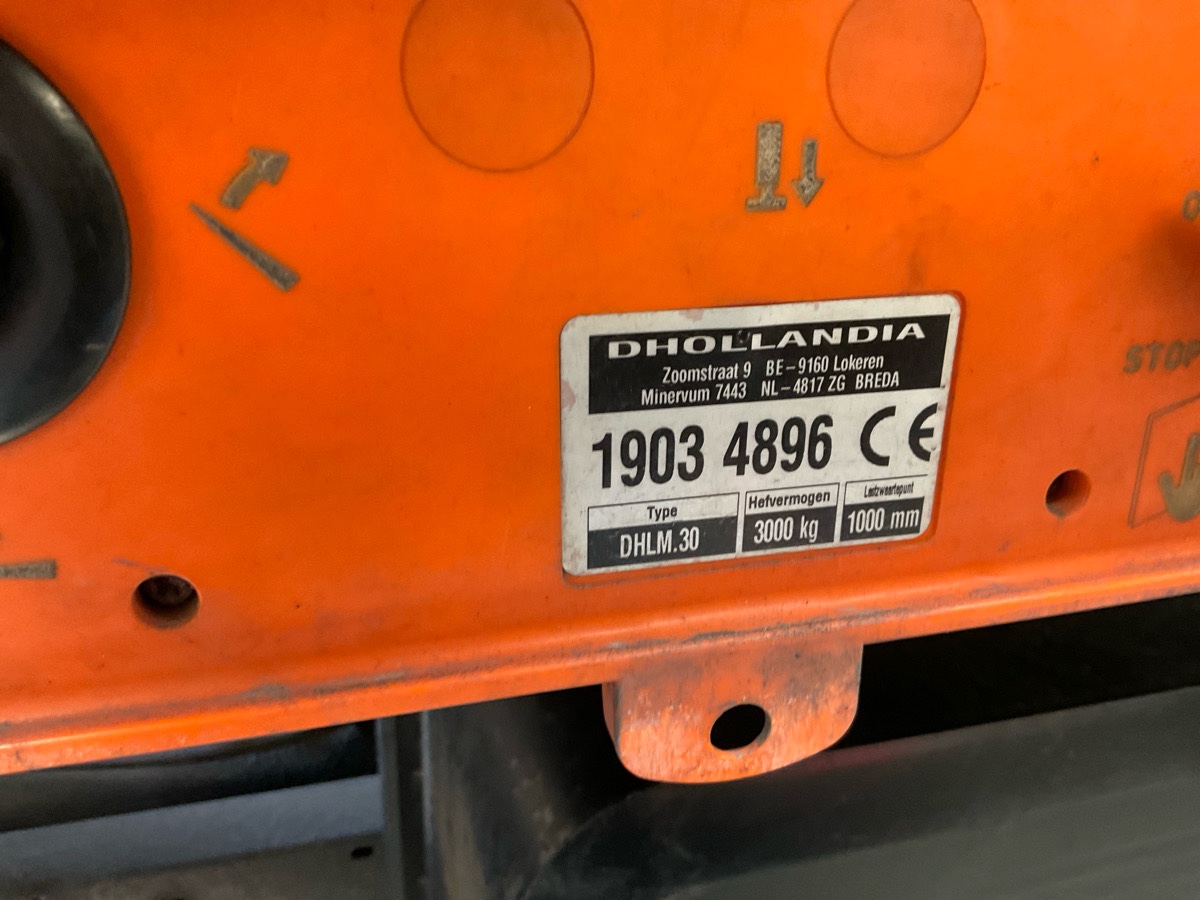 DHOLLANDIA
Zoomstraat 9 BE-9160 Lokeren
Minervum 7443 NL-4817 ZG BREDA
1903 4896 CE
Type
DHLM.30
Hefvermogen
3000 kg
Lastzwaartepunt
1000 mm
STOP